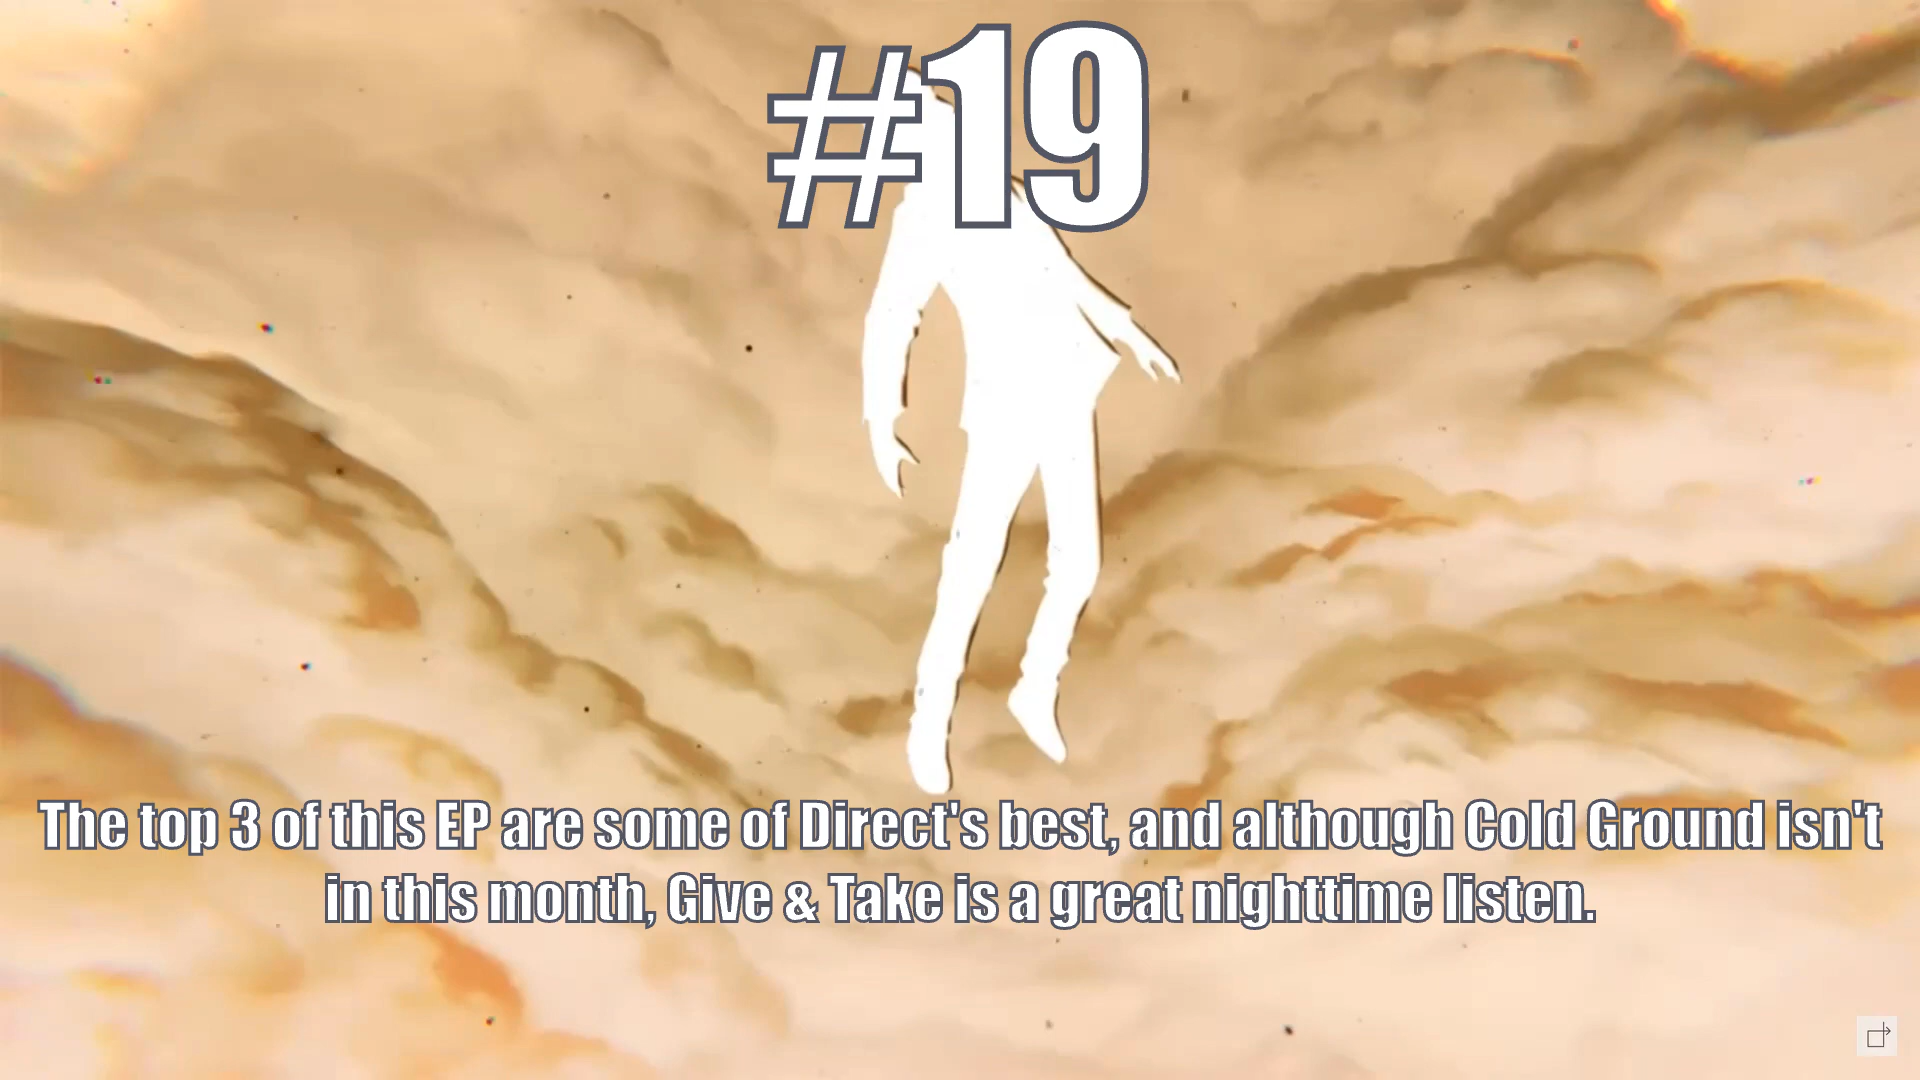 #19
The top 3 of this EP are some of Direct's best, and although Cold Ground isn't
in this month, Give & Take is a great nighttime listen.